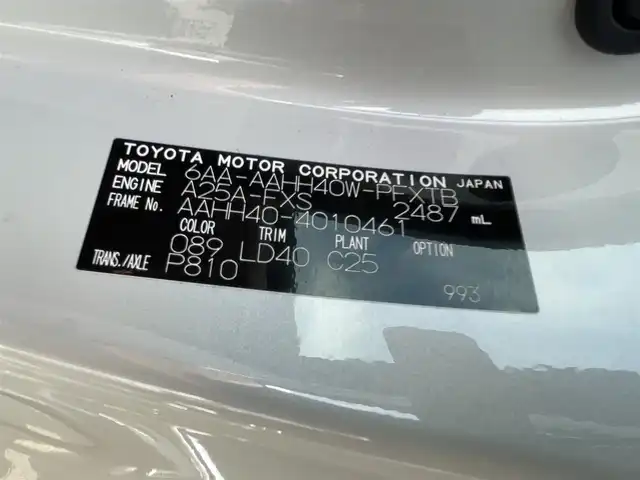 TOYOTA MOTOR CORPORATION JAPAN
MODEL 6AA-AAHH40W-PFXTB
ENGINE A25A-FXS 2487 mL
FRAME No. AAHH40-4010461
COLOR TRIM PLANT OPTION
089 LD40 C25
TRANS./AXLE P810 993